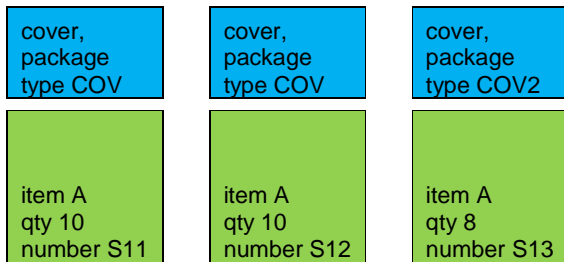 cover,
package
type COV
cover,
package
type COV
cover,
package
type COV2
item A
qty 10
number S11
item A
qty 10
number S12
item A
qty 8
number S13